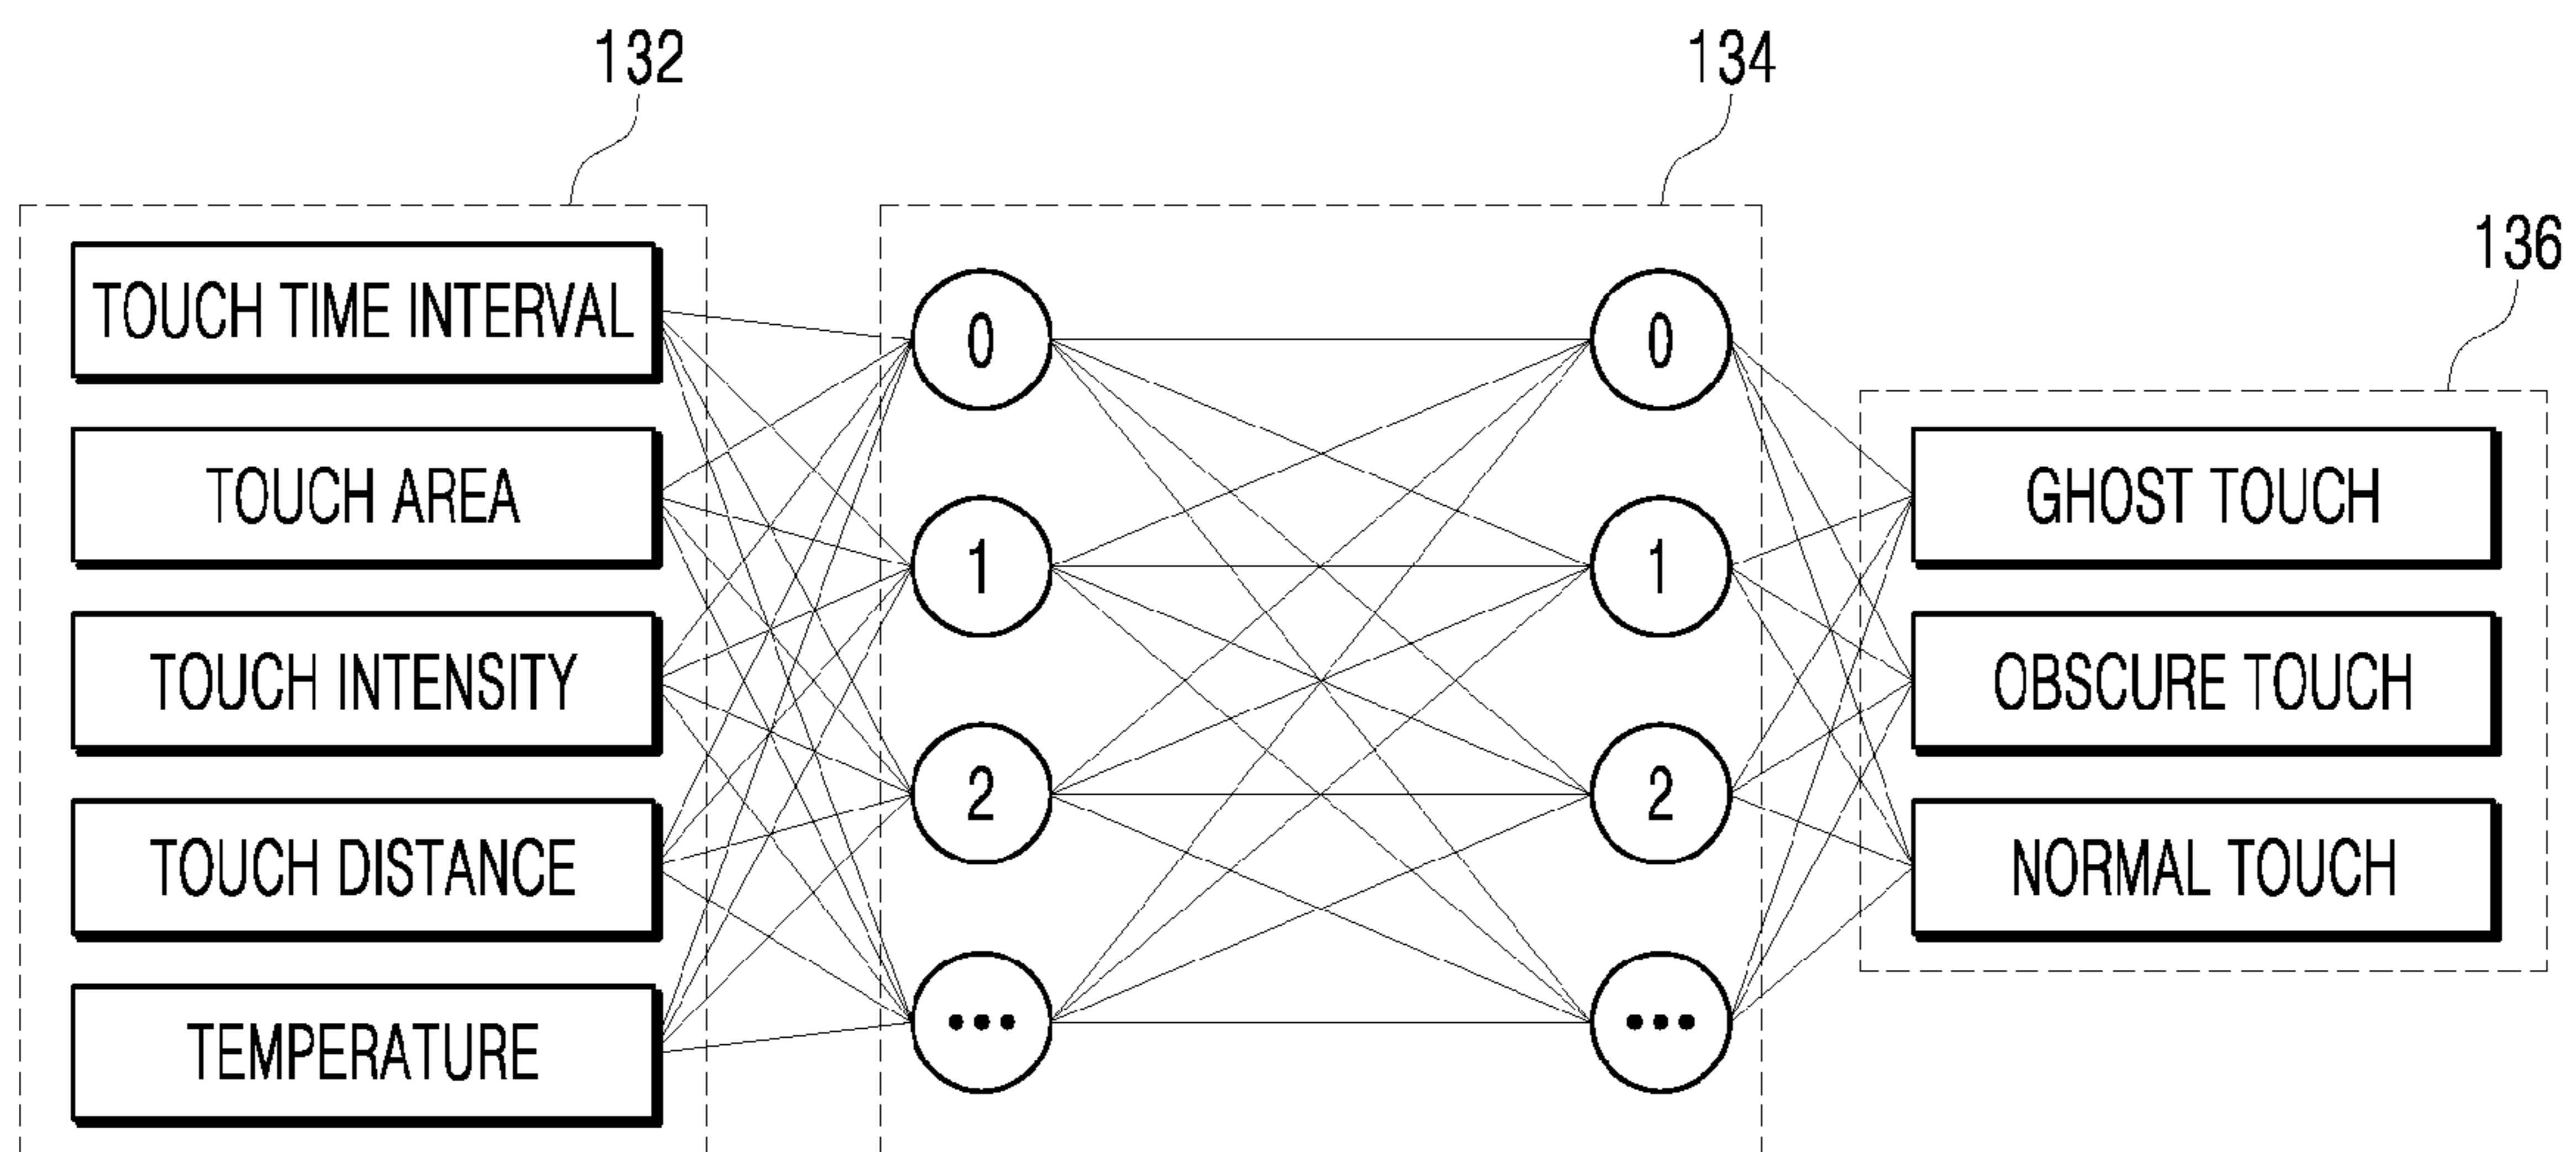 132
134
136
TOUCH TIME INTERVAL
TOUCH AREA
TOUCH INTENSITY
TOUCH DISTANCE
TEMPERATURE
0
1
2
•••
0
1
2
•••
GHOST TOUCH
OBSCURE TOUCH
NORMAL TOUCH